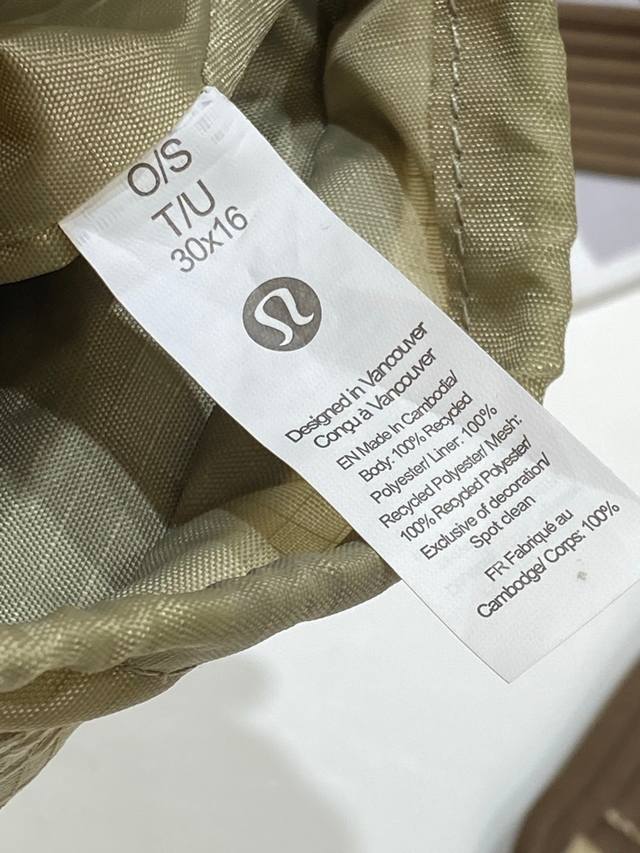 O/S
T/U
30x16
Designed in Vancouver
Conçu à Vancouver
EN Made In Cambodia/
Body: 100% Recycled
Polyester/ Liner: 100%
Recycled Polyester/ Mesh:
100% Recycled Polyester/
Exclusive of decoration/
Spot clean
FR Fabriqué au
Cambodge/ Corps: 100%